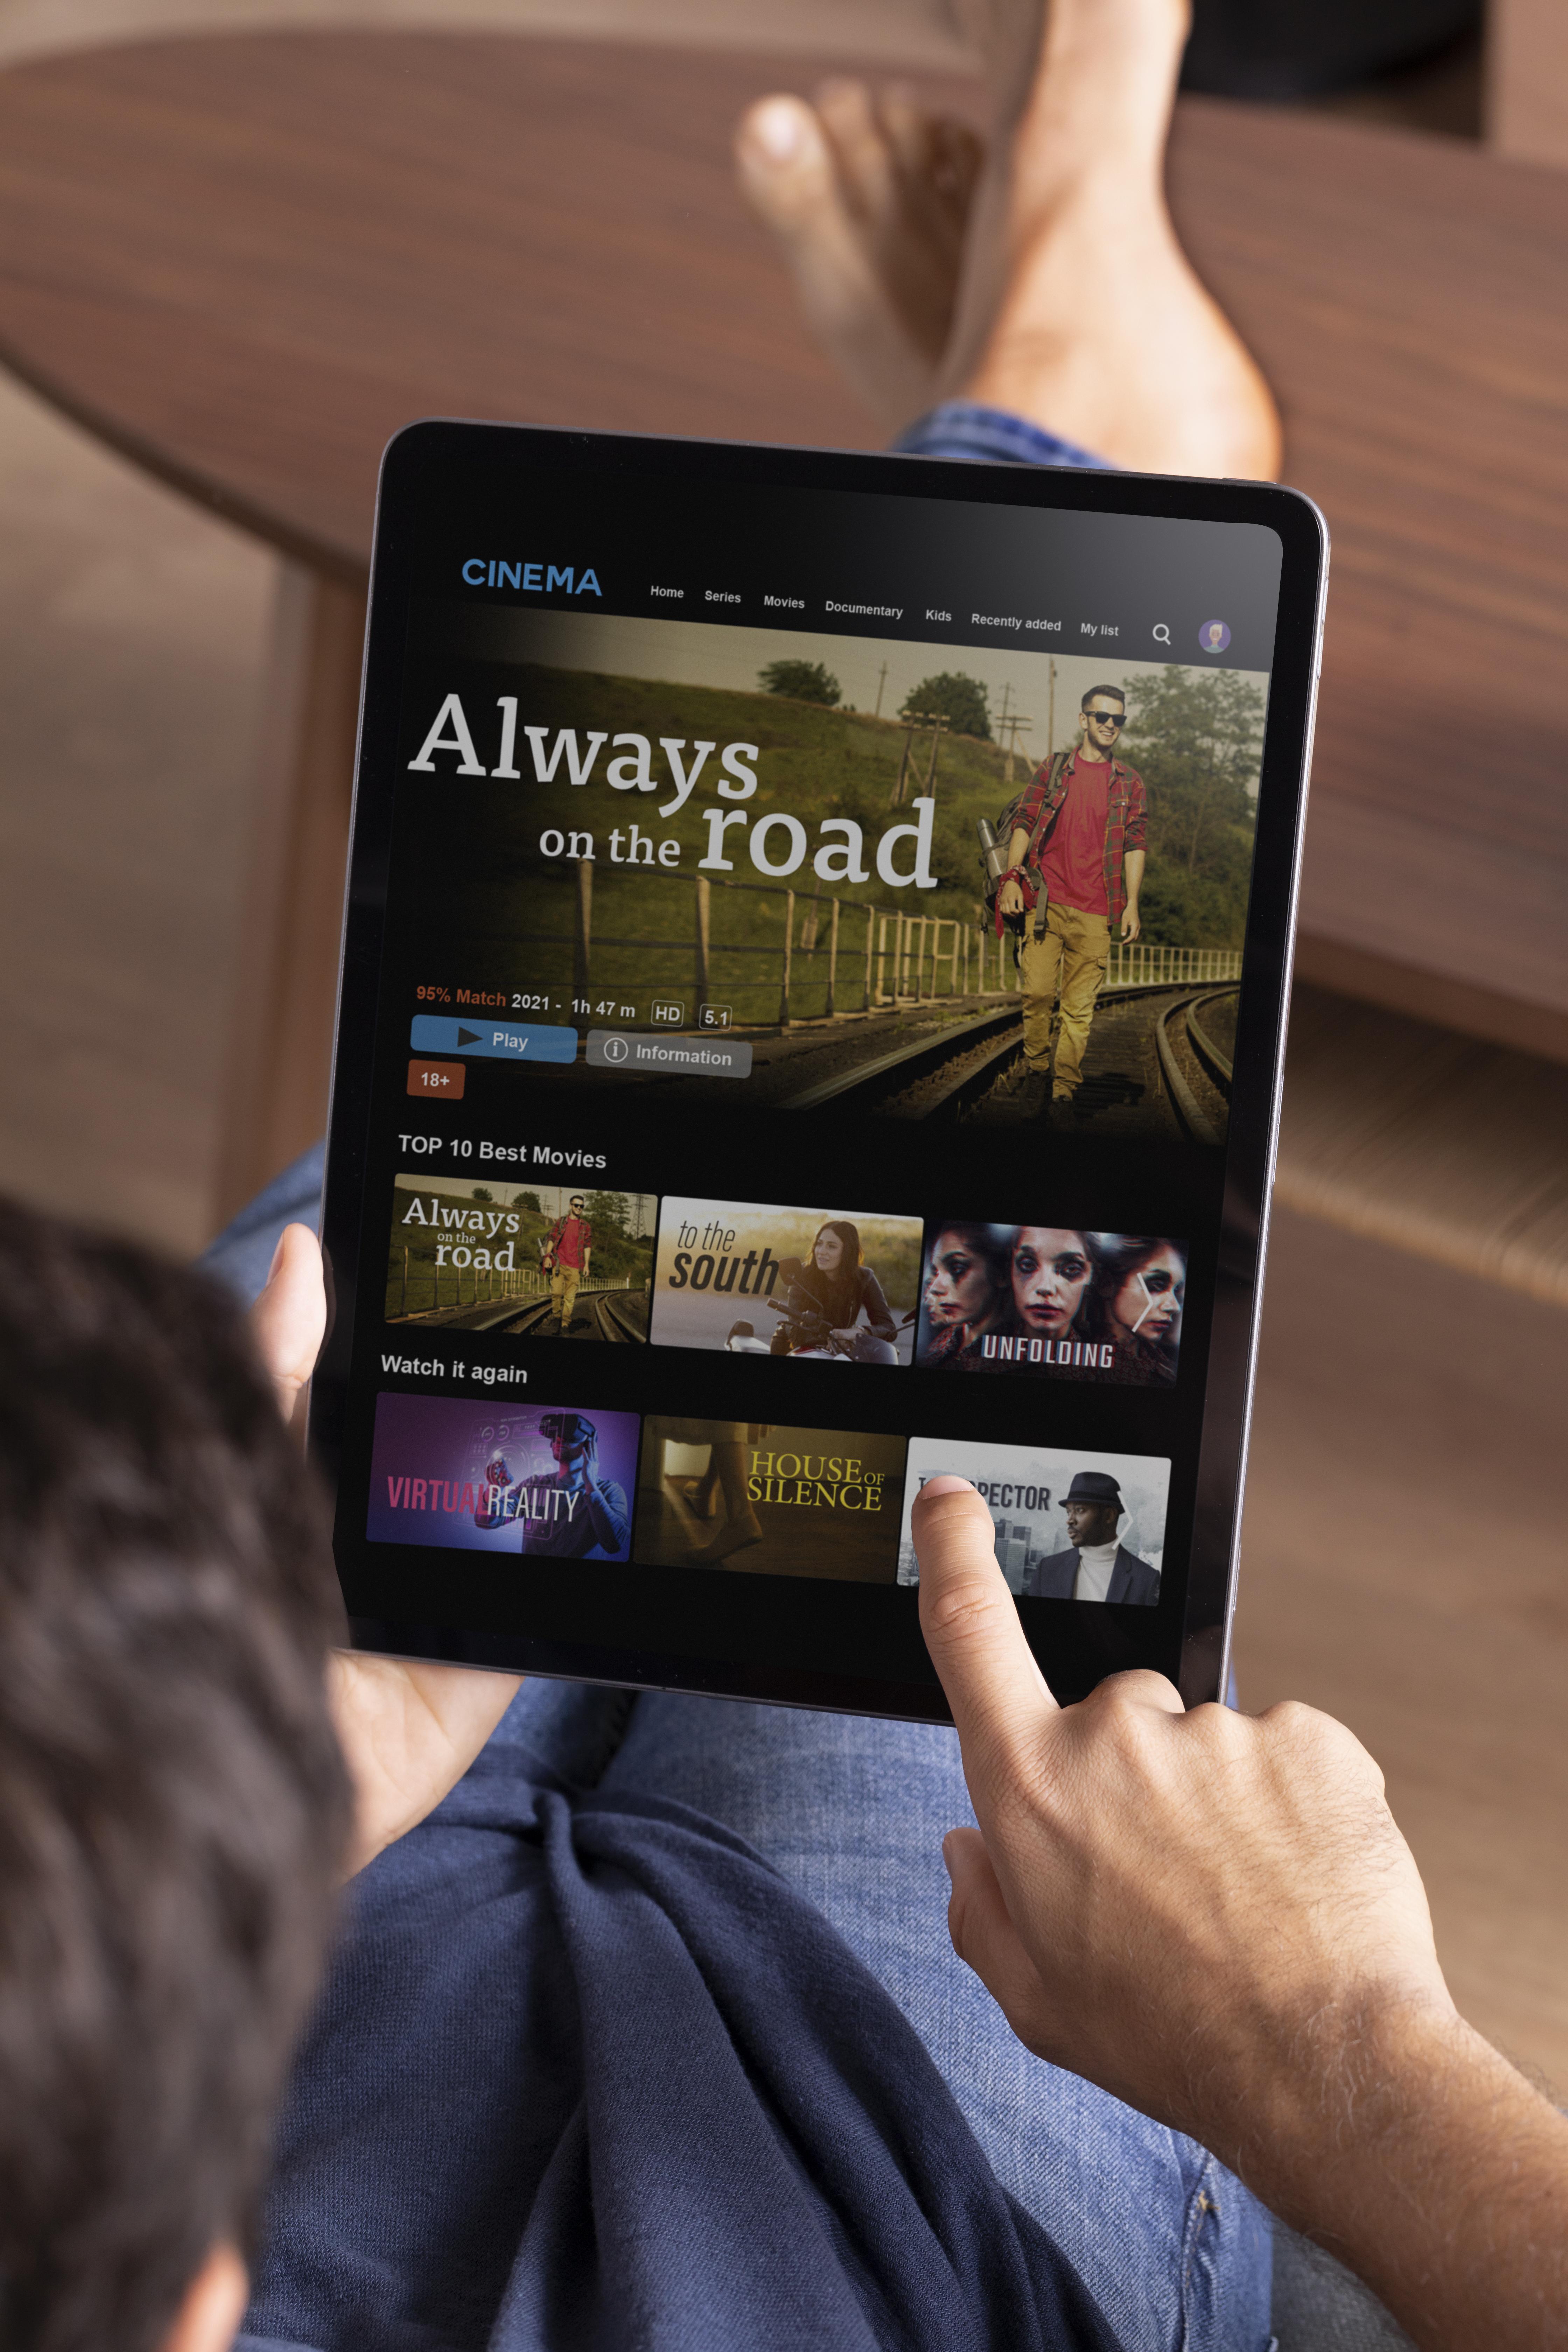 CINEMA
Home Series Movies Documentary Kids Recently added My list
Always
on the road
95% Match 2021 - 1h 47 m HD 5.1
Play Information
18+
TOP 10 Best Movies
Always
on the
road
to the
south
UNFOLDING
Watch it again
VIRTUAL REALITY
HOUSE OF
SILENCE